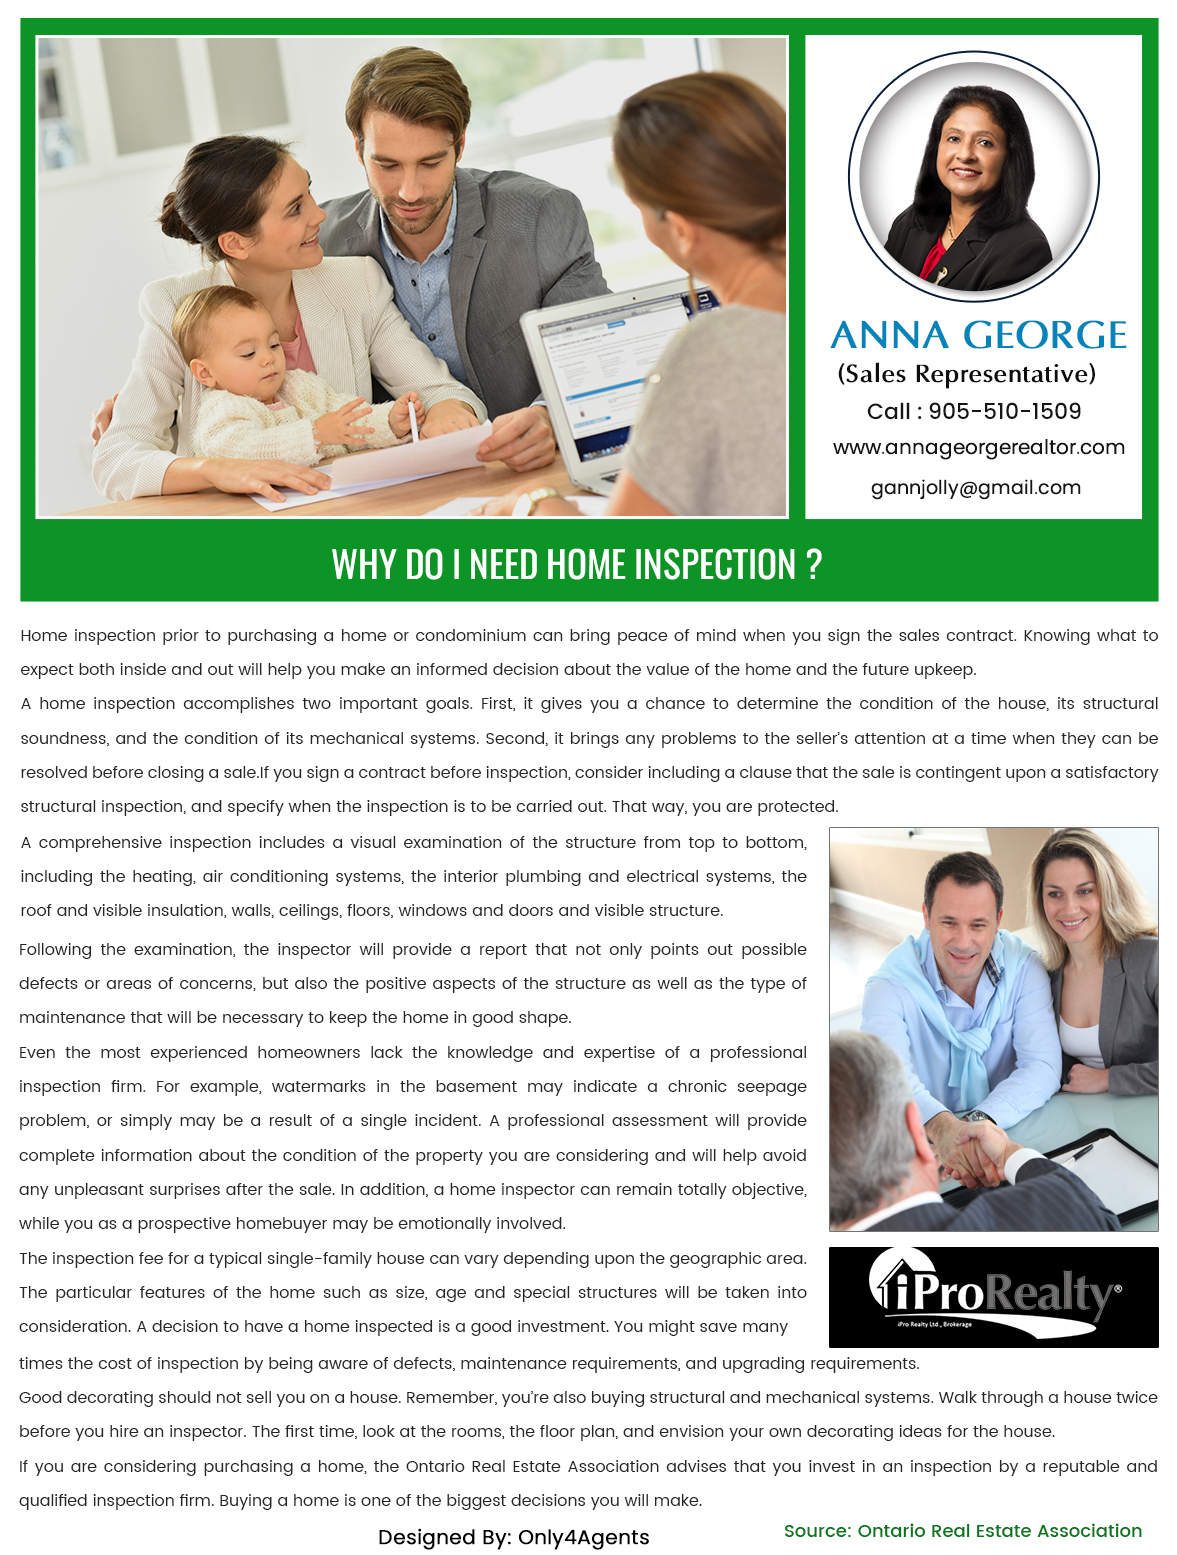 ANNA GEORGE
(Sales Representative)
Call : 905-510-1509
www.annageorgerealtor.com
gannjolly@gmail.com
WHY DO I NEED HOME INSPECTION ?
Home inspection prior to purchasing a home or condominium can bring peace of mind when you sign the sales contract. Knowing what to
expect both inside and out will help you make an informed decision about the value of the home and the future upkeep.
A home inspection accomplishes two important goals. First, it gives you a chance to determine the condition of the house, its structural
soundness, and the condition of its mechanical systems. Second, it brings any problems to the seller's attention at a time when they can be
resolved before closing a sale.If you sign a contract before inspection, consider including a clause that the sale is contingent upon a satisfactory
structural inspection, and specify when the inspection is to be carried out. That way, you are protected.
A comprehensive inspection includes a visual examination of the structure from top to bottom,
including the heating, air conditioning systems, the interior plumbing and electrical systems, the
roof and visible insulation, walls, ceilings, floors, windows and doors and visible structure.
Following the examination, the inspector will provide a report that not only points out possible
defects or areas of concerns, but also the positive aspects of the structure as well as the type of
maintenance that will be necessary to keep the home in good shape.
Even the most experienced homeowners lack the knowledge and expertise of a professional
inspection firm. For example, watermarks in the basement may indicate a chronic seepage
problem, or simply may be a result of a single incident. A professional assessment will provide
complete information about the condition of the property you are considering and will help avoid
any unpleasant surprises after the sale. In addition, a home inspector can remain totally objective,
while you as a prospective homebuyer may be emotionally involved.
The inspection fee for a typical single-family house can vary depending upon the geographic area.
The particular features of the home such as size, age and special structures will be taken into
consideration. A decision to have a home inspected is a good investment. You might save many
iProRealty®
iPro Realty Ltd., Brokerage
times the cost of inspection by being aware of defects, maintenance requirements, and upgrading requirements.
Good decorating should not sell you on a house. Remember, you're also buying structural and mechanical systems. Walk through a house twice
before you hire an inspector. The first time, look at the rooms, the floor plan, and envision your own decorating ideas for the house.
If you are considering purchasing a home, the Ontario Real Estate Association advises that you invest in an inspection by a reputable and
qualified inspection firm. Buying a home is one of the biggest decisions you will make.
Designed By: Only4Agents
Source: Ontario Real Estate Association